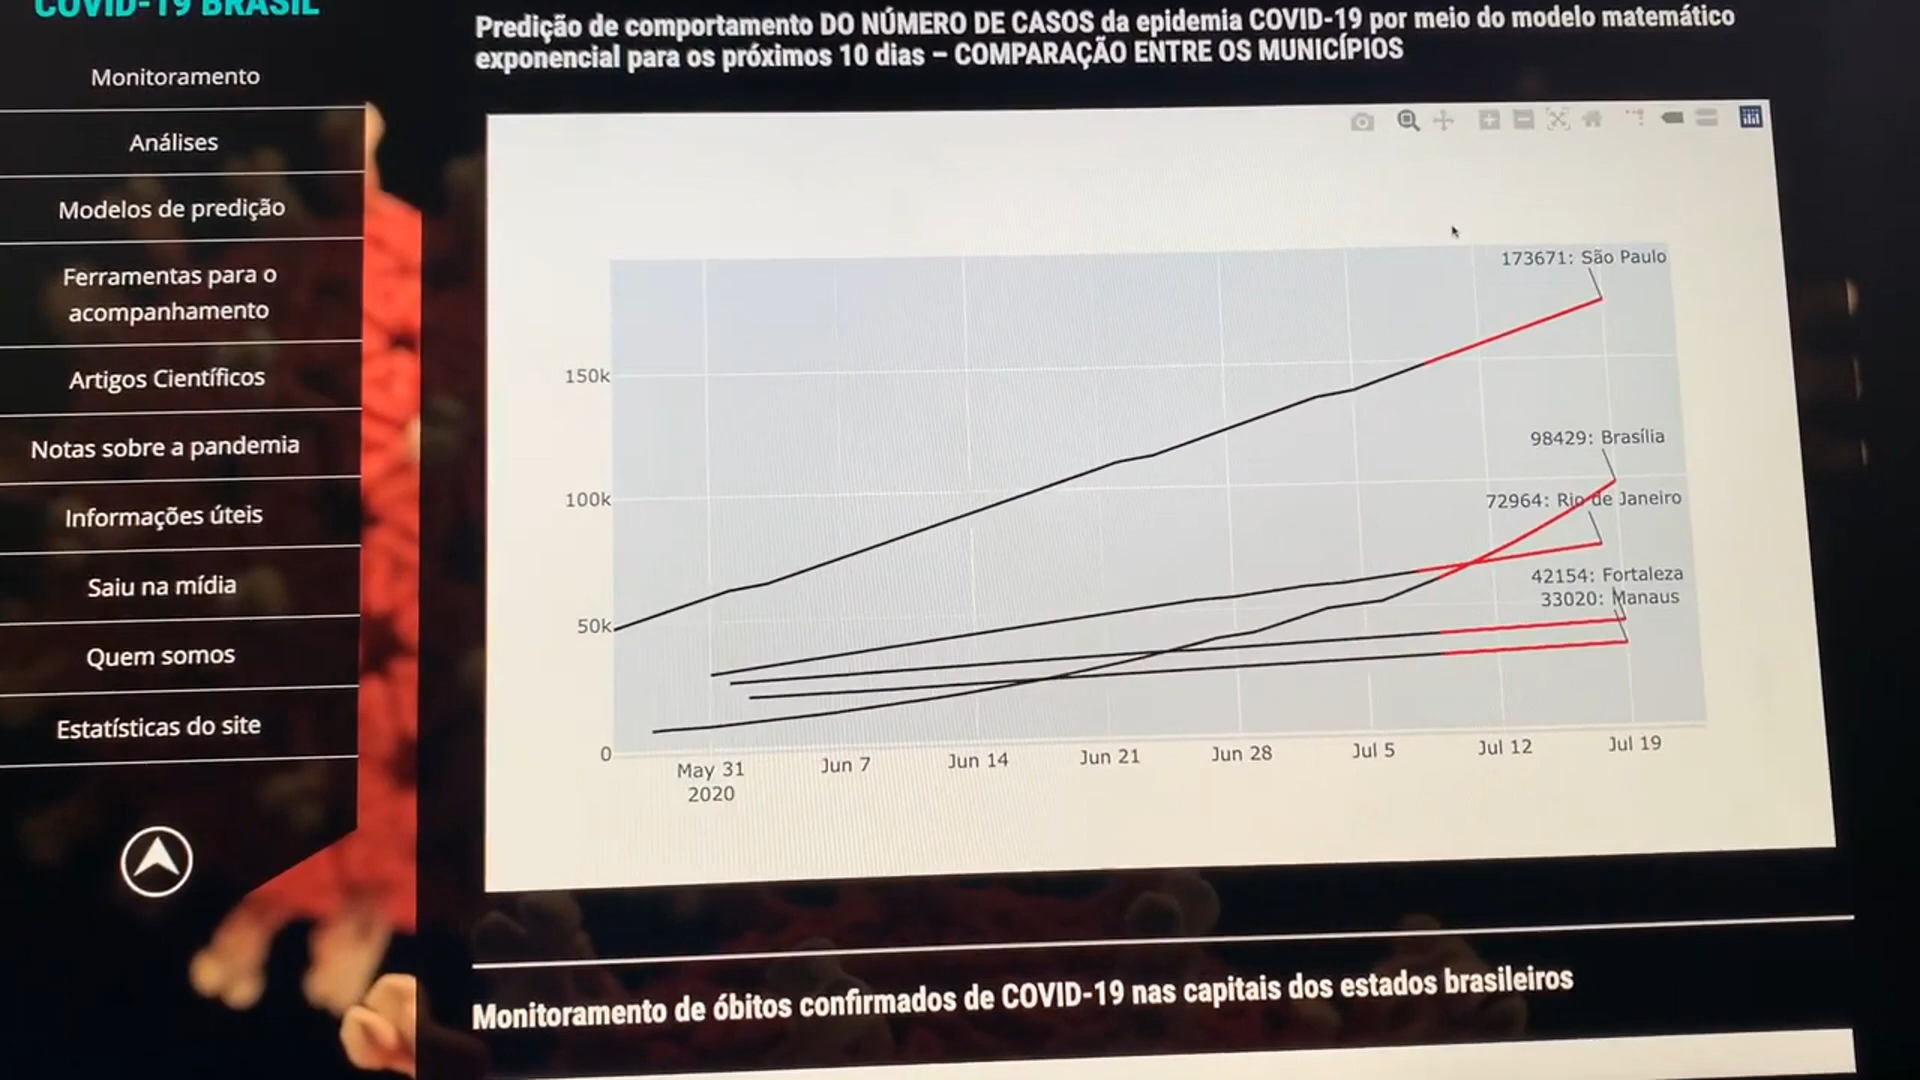 COVID-19 BRASIL
Monitoramento
Análises
Modelos de predição
Ferramentas para o
acompanhamento
Artigos Científicos
Notas sobre a pandemia
Informações úteis
Saiu na mídia
Quem somos
Estatísticas do site
Predição de comportamento DO NÚMERO DE CASOS da epidemia COVID-19 por meio do modelo matemático
exponencial para os próximos 10 dias – COMPARAÇÃO ENTRE OS MUNICÍPIOS
173671: São Paulo
150k
98429: Brasília
100k
72964: Rio de Janeiro
42154: Fortaleza
33020: Manaus
50k
0
May 31
2020
Jun 7
Jun 14
Jun 21
Jun 28
Jul 5
Jul 12
Jul 19
Monitoramento de óbitos confirmados de COVID-19 nas capitais dos estados brasileiros